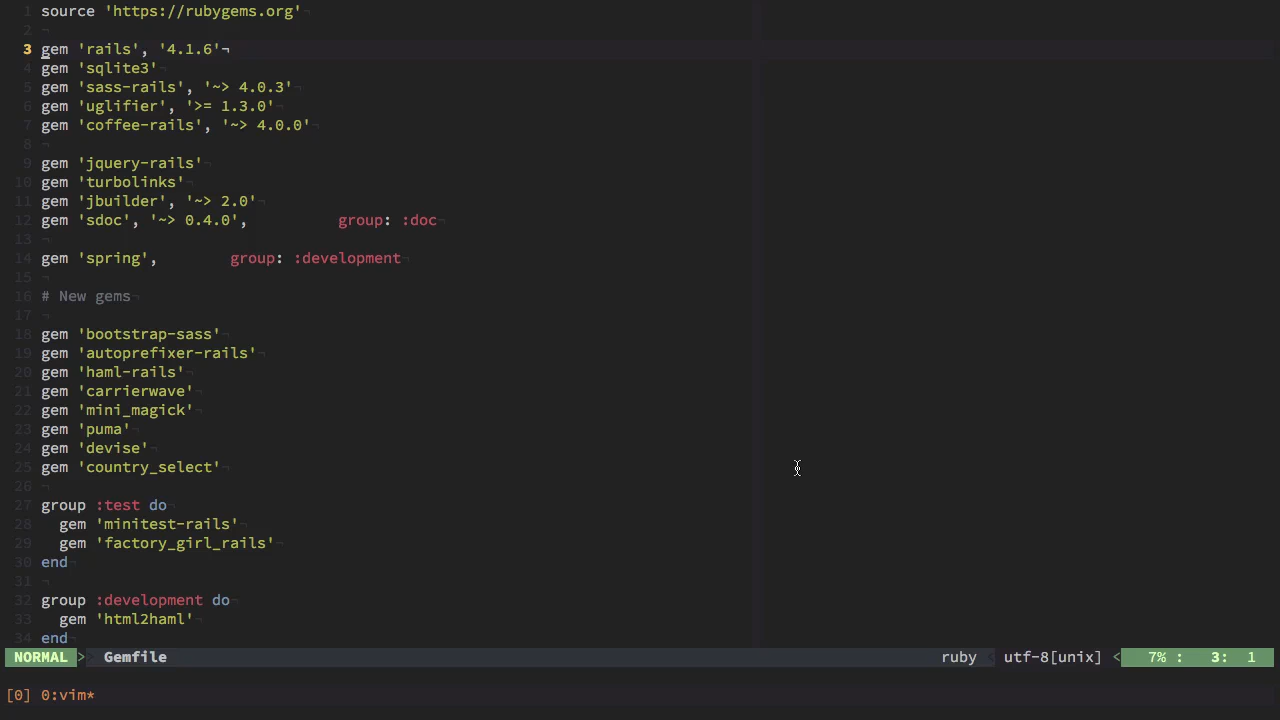 1 source 'https://rubygems.org'¬
2 ¬
3 gem 'rails', '4.1.6'¬
4 gem 'sqlite3'¬
5 gem 'sass-rails', '~> 4.0.3'¬
6 gem 'uglifier', '>= 1.3.0'¬
7 gem 'coffee-rails', '~> 4.0.0'¬
8 ¬
9 gem 'jquery-rails'¬
10 gem 'turbolinks'¬
11 gem 'jbuilder', '~> 2.0'¬
12 gem 'sdoc', '~> 0.4.0',          group: :doc¬
13 ¬
14 gem 'spring',        group: :development¬
15 ¬
16 # New gems¬
17 ¬
18 gem 'bootstrap-sass'¬
19 gem 'autoprefixer-rails'¬
20 gem 'haml-rails'¬
21 gem 'carrierwave'¬
22 gem 'mini_magick'¬
23 gem 'puma'¬
24 gem 'devise'¬
25 gem 'country_select'¬
26 ¬
27 group :test do¬
28   gem 'minitest-rails'¬
29   gem 'factory_girl_rails'¬
30 end¬
31 ¬
32 group :development do¬
33   gem 'html2haml'¬
34 end¬
NORMAL > Gemfile ruby < utf-8[unix] < 7% : 3: 1
[0] 0:vim*